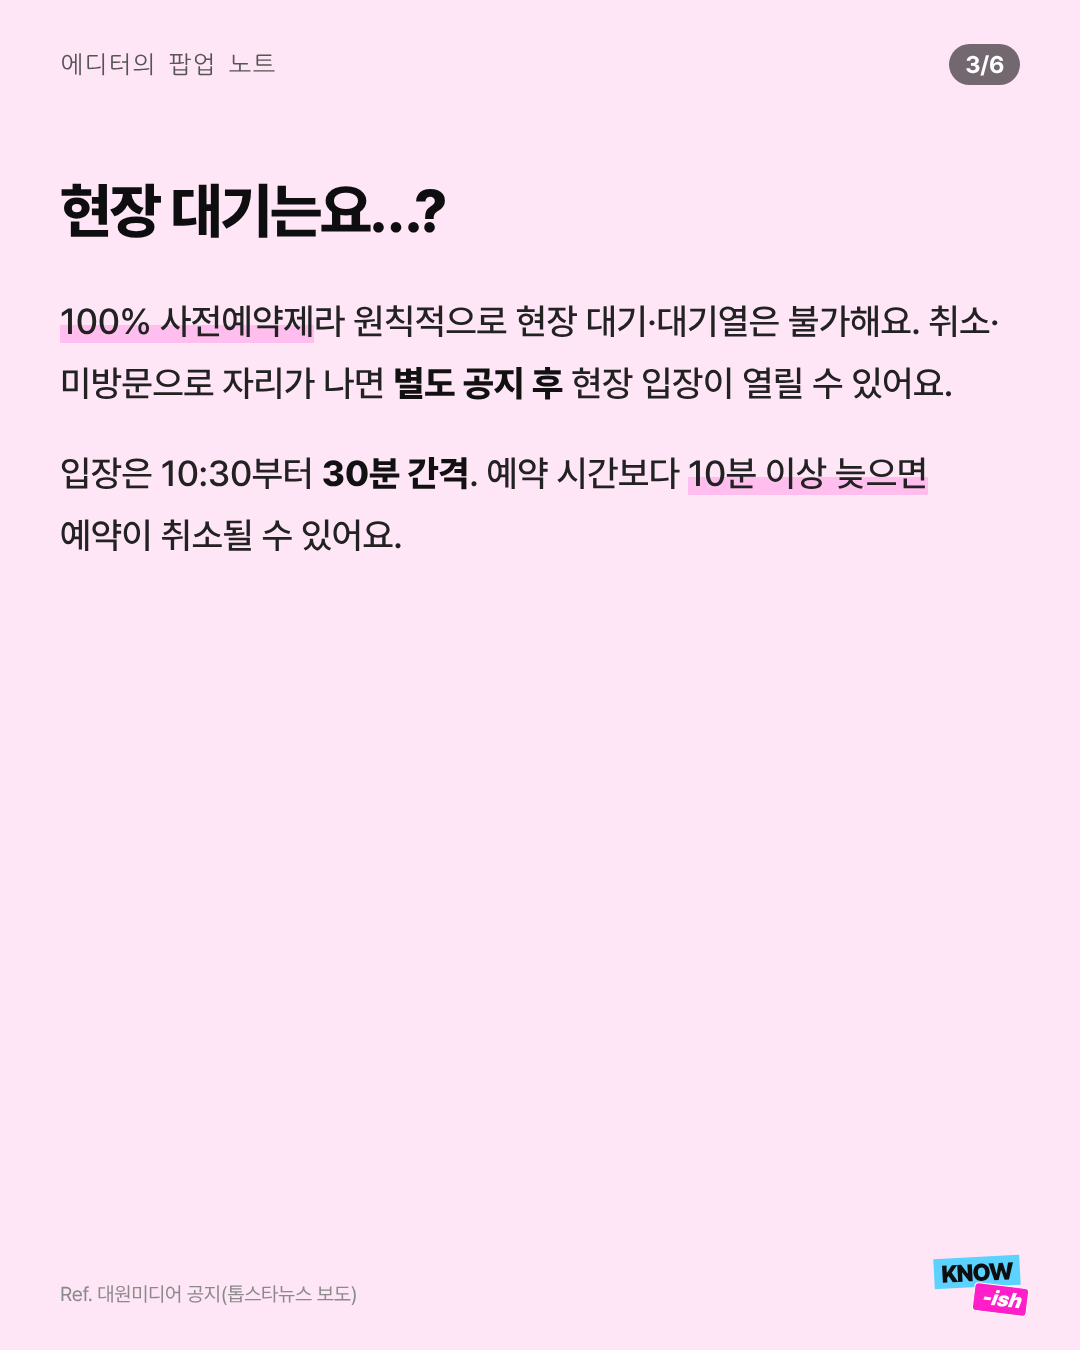 에디터의 팝업 노트
3/6
현장 대기는요...?
100% 사전예약제라 원칙적으로 현장 대기·대기열은 불가해요. 취소·
미방문으로 자리가 나면 별도 공지 후 현장 입장이 열릴 수 있어요.
입장은 10:30부터 30분 간격. 예약 시간보다 10분 이상 늦으면
예약이 취소될 수 있어요.
Ref. 대원미디어 공지(톱스타뉴스 보도)
KNOW
-ish